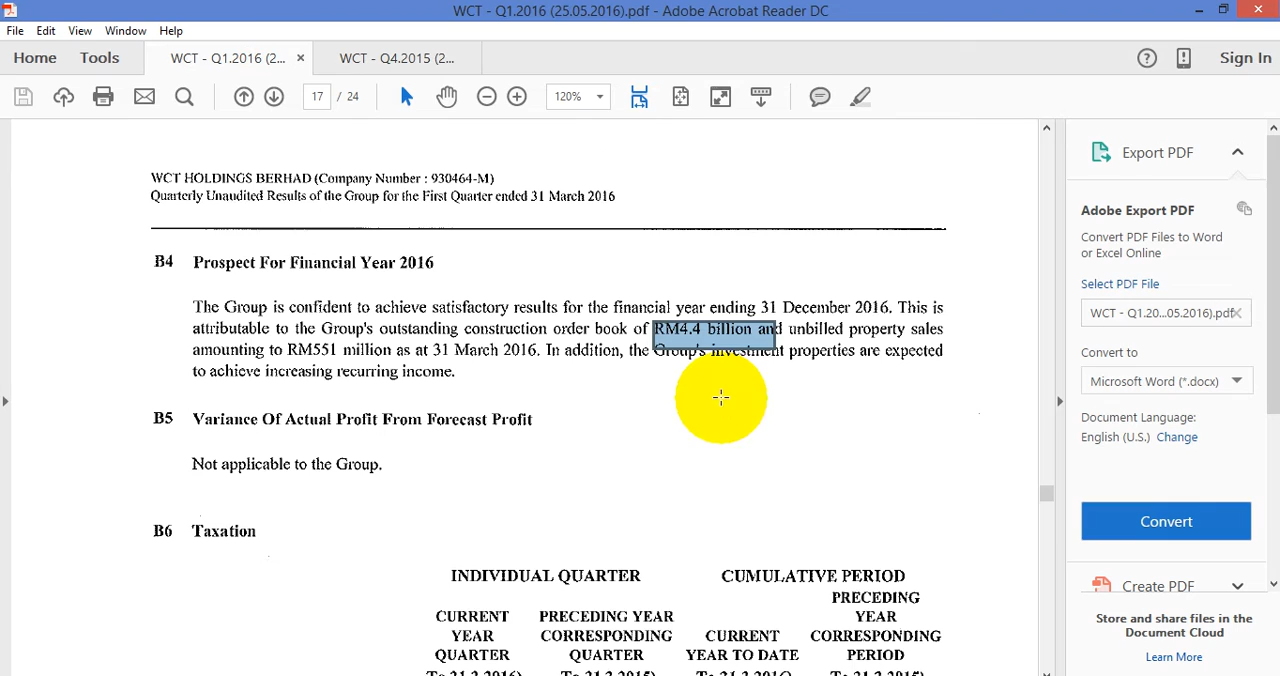 WCT - Q1.2016 (25.05.2016).pdf - Adobe Acrobat Reader DC
File Edit View Window Help
Home Tools WCT - Q1.2016 (2... × WCT - Q4.2015 (2... Sign In
17 / 24 120%
WCT HOLDINGS BERHAD (Company Number : 930464-M)
Quarterly Unaudited Results of the Group for the First Quarter ended 31 March 2016
B4 Prospect For Financial Year 2016
The Group is confident to achieve satisfactory results for the financial year ending 31 December 2016. This is
attributable to the Group's outstanding construction order book of RM4.4 billion and unbilled property sales
amounting to RM551 million as at 31 March 2016. In addition, the Group's investment properties are expected
to achieve increasing recurring income.
B5 Variance Of Actual Profit From Forecast Profit
Not applicable to the Group.
B6 Taxation
INDIVIDUAL QUARTER CUMULATIVE PERIOD
CURRENT
YEAR
QUARTER
PRECEDING YEAR
CORRESPONDING
QUARTER
CURRENT
YEAR TO DATE
PRECEDING
YEAR
CORRESPONDING
PERIOD
Export PDF
Adobe Export PDF
Convert PDF Files to Word
or Excel Online
Select PDF File
WCT - Q1.20...05.2016).pdf
Convert to
Microsoft Word (*.docx)
Document Language:
English (U.S.) Change
Convert
Create PDF
Store and share files in the
Document Cloud
Learn More